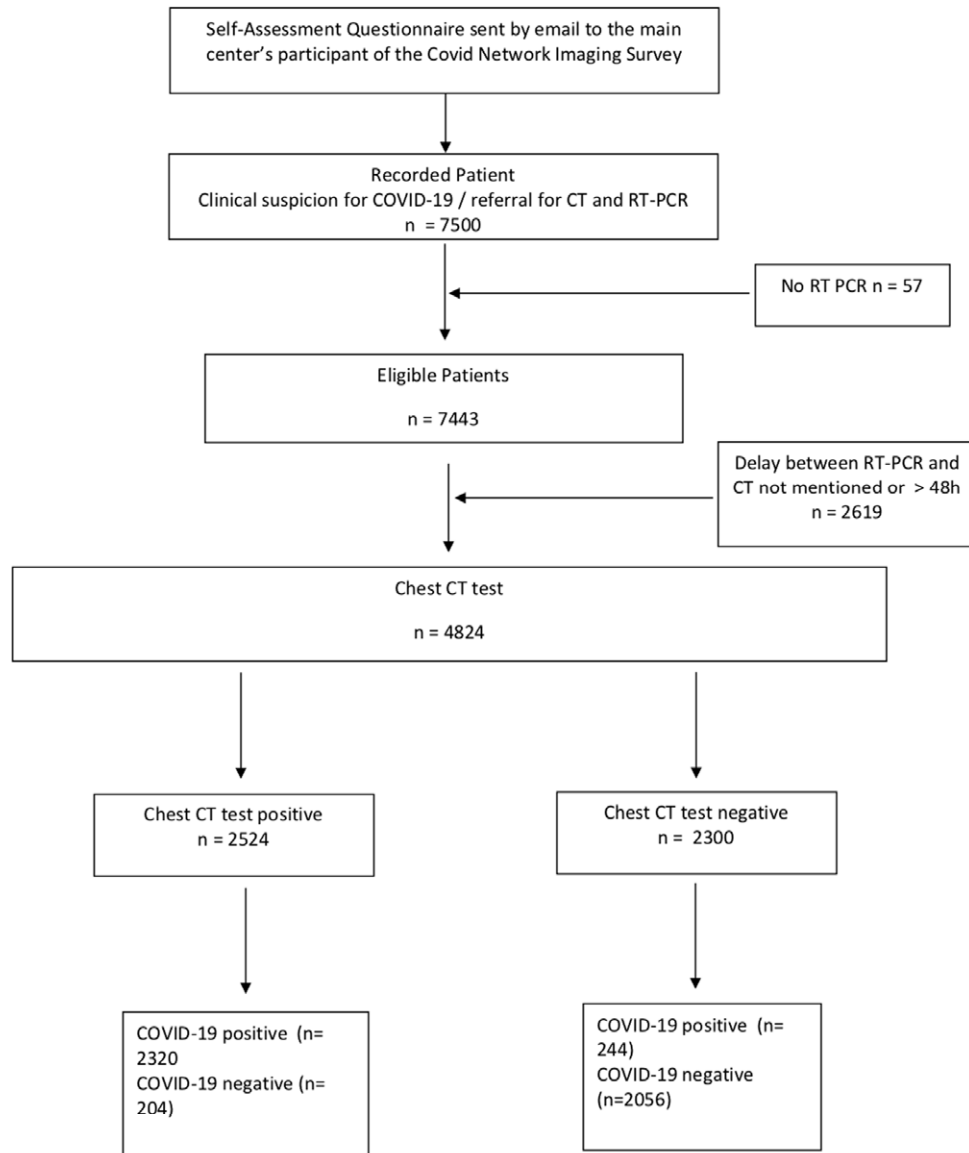 Self-Assessment Questionnaire sent by email to the main
center's participant of the Covid Network Imaging Survey
Recorded Patient
Clinical suspicion for COVID-19 / referral for CT and RT-PCR
n = 7500
No RT PCR n = 57
Eligible Patients
n = 7443
Delay between RT-PCR and
CT not mentioned or > 48h
n = 2619
Chest CT test
n = 4824
Chest CT test positive
n = 2524
Chest CT test negative
n = 2300
COVID-19 positive (n=
2320
COVID-19 negative (n=
204)
COVID-19 positive (n=
244)
COVID-19 negative
(n=2056)